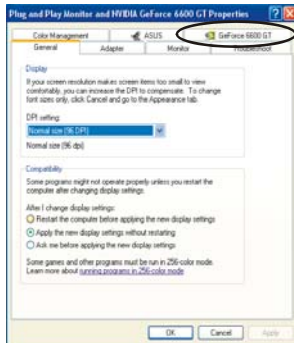 Plug and Play Monitor and NVIDIA GeForce 6600 GT Properties
Color Management
ASUS
GeForce 6600 GT
General
Adapter
Monitor
Troubleshoot
Display
If your screen resolution makes screen items too small to view
comfortably, you can increase the DPI to compensate. To change
font sizes only, click Cancel and go to the Appearance tab.
DPI setting:
Normal size (96 DPI)
Normal size (96 dpi)
Compatibility
Some programs might not operate properly unless you restart the
computer after changing display settings.
After I change display settings:
Restart the computer before applying the new display settings
Apply the new display settings without restarting
Ask me before applying the new display settings
Some games and other programs must be run in 256-color mode.
Learn more about running programs in 256-color mode.
OK
Cancel
Apply